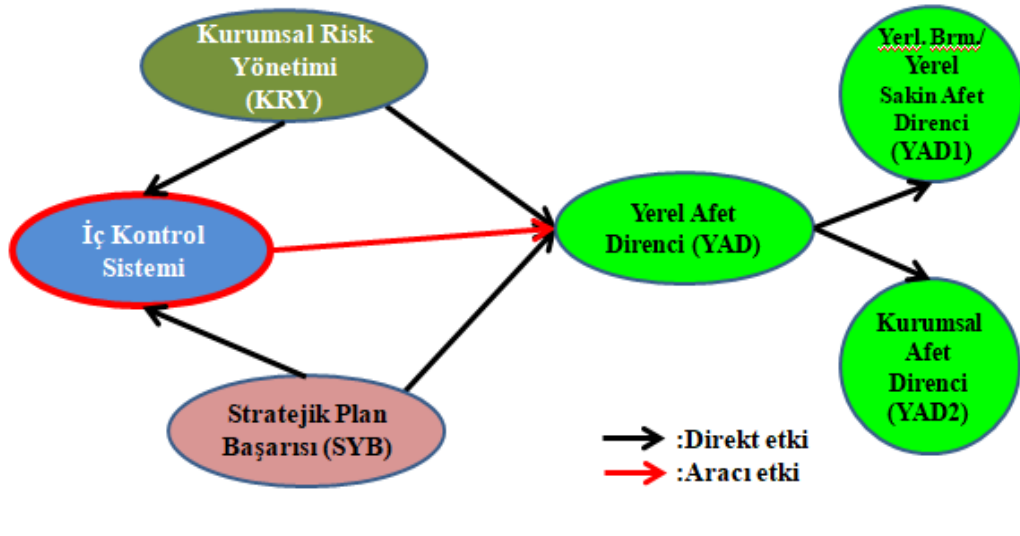 Kurumsal Risk
Yönetimi
(KRY)
Yerl. Brm./
Yerel
Sakin Afet
Direnci
(YAD1)
İç Kontrol
Sistemi
Yerel Afet
Direnci (YAD)
Kurumsal
Afet
Direnci
(YAD2)
Stratejik Plan
Başarısı (SYB)
:Direkt etki
:Aracı etki